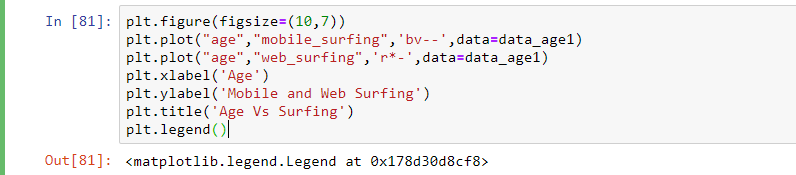 In [81]: plt.figure(figsize=(10,7))
plt.plot("age","mobile_surfing",'bv--',data=data_age1)
plt.plot("age","web_surfing",'r*-',data=data_age1)
plt.xlabel('Age')
plt.ylabel('Mobile and Web Surfing')
plt.title('Age Vs Surfing')
plt.legend()
Out[81]: <matplotlib.legend.Legend at 0x178d30d8cf8>